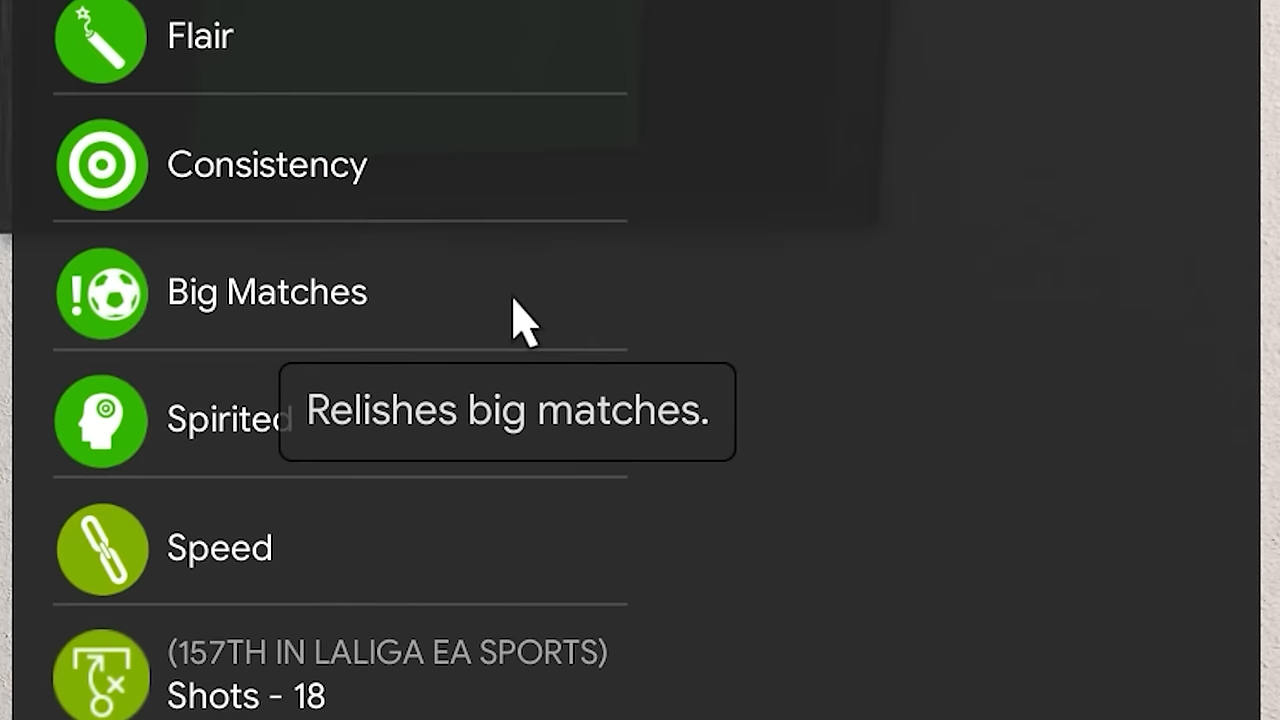 Flair
Consistency
Big Matches
Relishes big matches.
Spirited
Speed
(157TH IN LALIGA EA SPORTS)
Shots - 18